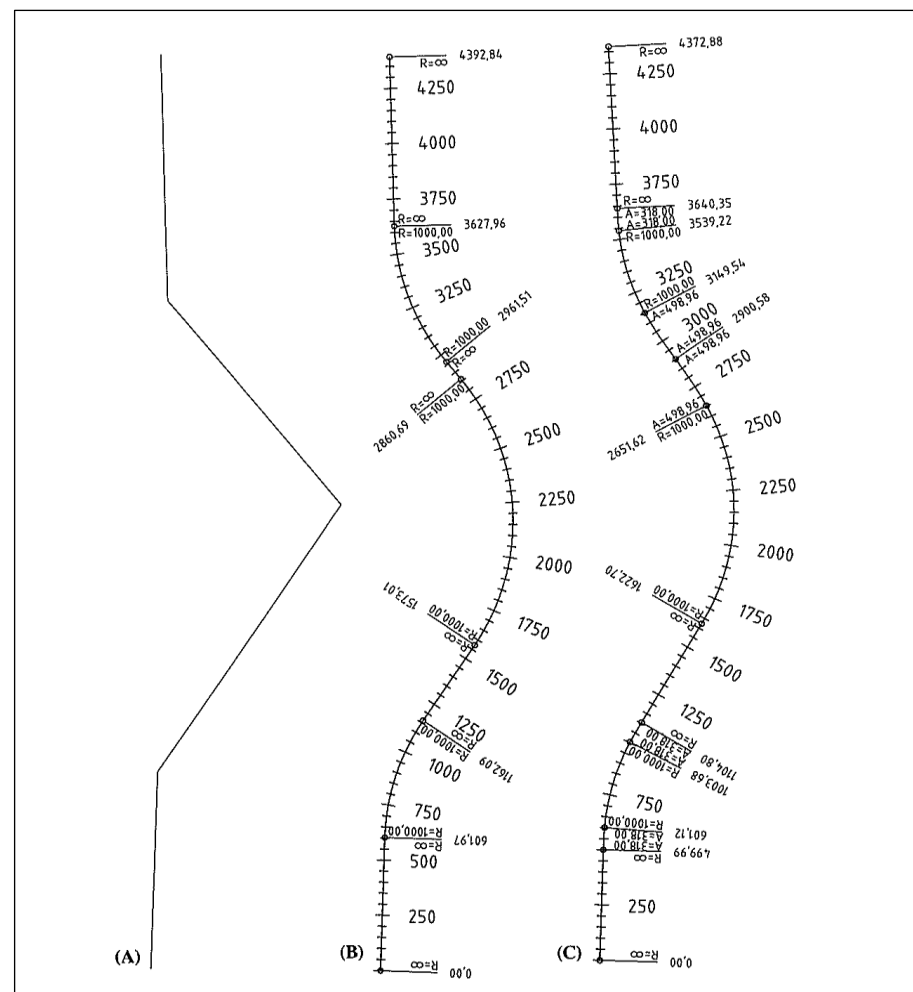 (A)
4392,84
R=∞
4250
4000
3750
R=∞
R=1000,00
3627,96
3500
3250
R=1000,00
R=∞
2961,51
2860,69
R=∞
R=1000,00
2750
2500
2250
2000
1750
1573,01
R=1000,00
R=∞
1500
1250
R=∞
R=1000,00
1162,09
1000
750
R=1000,00
R=∞
601,97
500
250
(B)
R=∞
0,00
4372,88
R=∞
4250
4000
3750
R=∞
A=318,00
3640,35
A=318,00
R=1000,00
3539,22
3250
R=1000,00
A=498,96
3149,54
3000
A=498,96
A=498,96
2900,58
2750
2651,62
A=498,96
R=1000,00
2500
2250
2000
1750
1622,70
R=1000,00
R=∞
1500
1250
R=∞
A=318,00
1104,80
A=318,00
R=1000,00
1003,68
750
R=1000,00
A=318,00
601,12
A=318,00
R=∞
499,99
250
(C)
R=∞
0,00